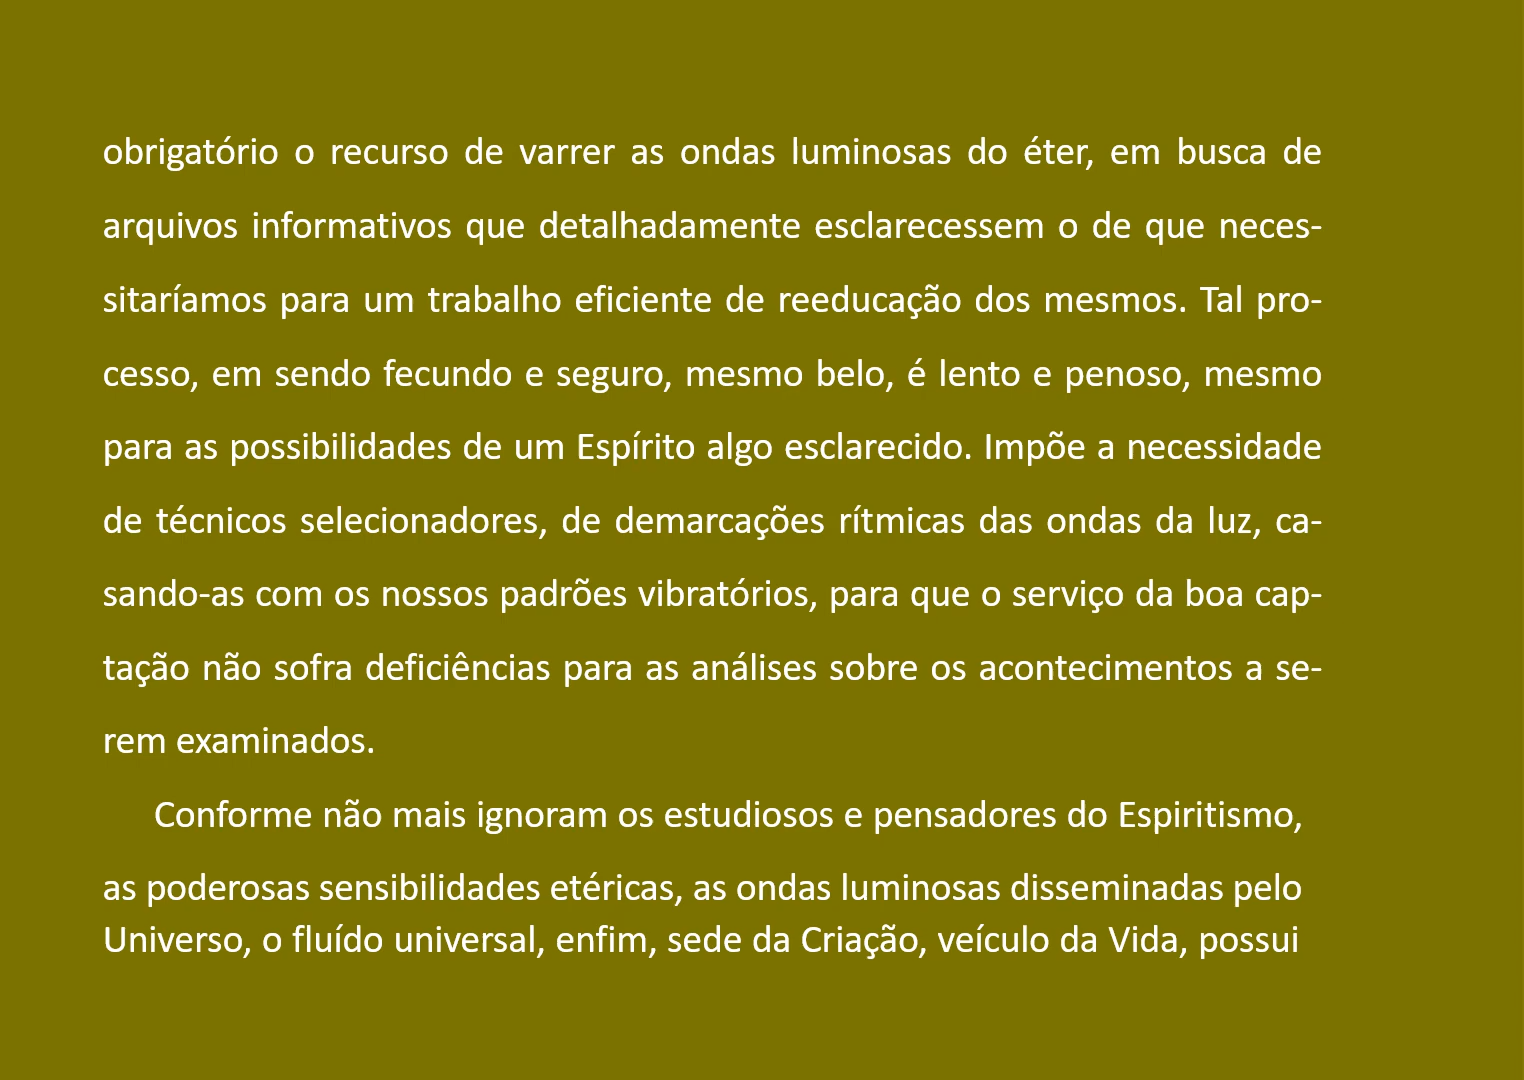 obrigatório o recurso de varrer as ondas luminosas do éter, em busca de
arquivos informativos que detalhadamente esclarecessem o de que neces-
sitaríamos para um trabalho eficiente de reeducação dos mesmos. Tal pro-
cesso, em sendo fecundo e seguro, mesmo belo, é lento e penoso, mesmo
para as possibilidades de um Espírito algo esclarecido. Impõe a necessidade
de técnicos selecionadores, de demarcações rítmicas das ondas da luz, ca-
sando-as com os nossos padrões vibratórios, para que o serviço da boa cap-
tação não sofra deficiências para as análises sobre os acontecimentos a se-
rem examinados.
Conforme não mais ignoram os estudiosos e pensadores do Espiritismo,
as poderosas sensibilidades etéricas, as ondas luminosas disseminadas pelo
Universo, o fluído universal, enfim, sede da Criação, veículo da Vida, possui